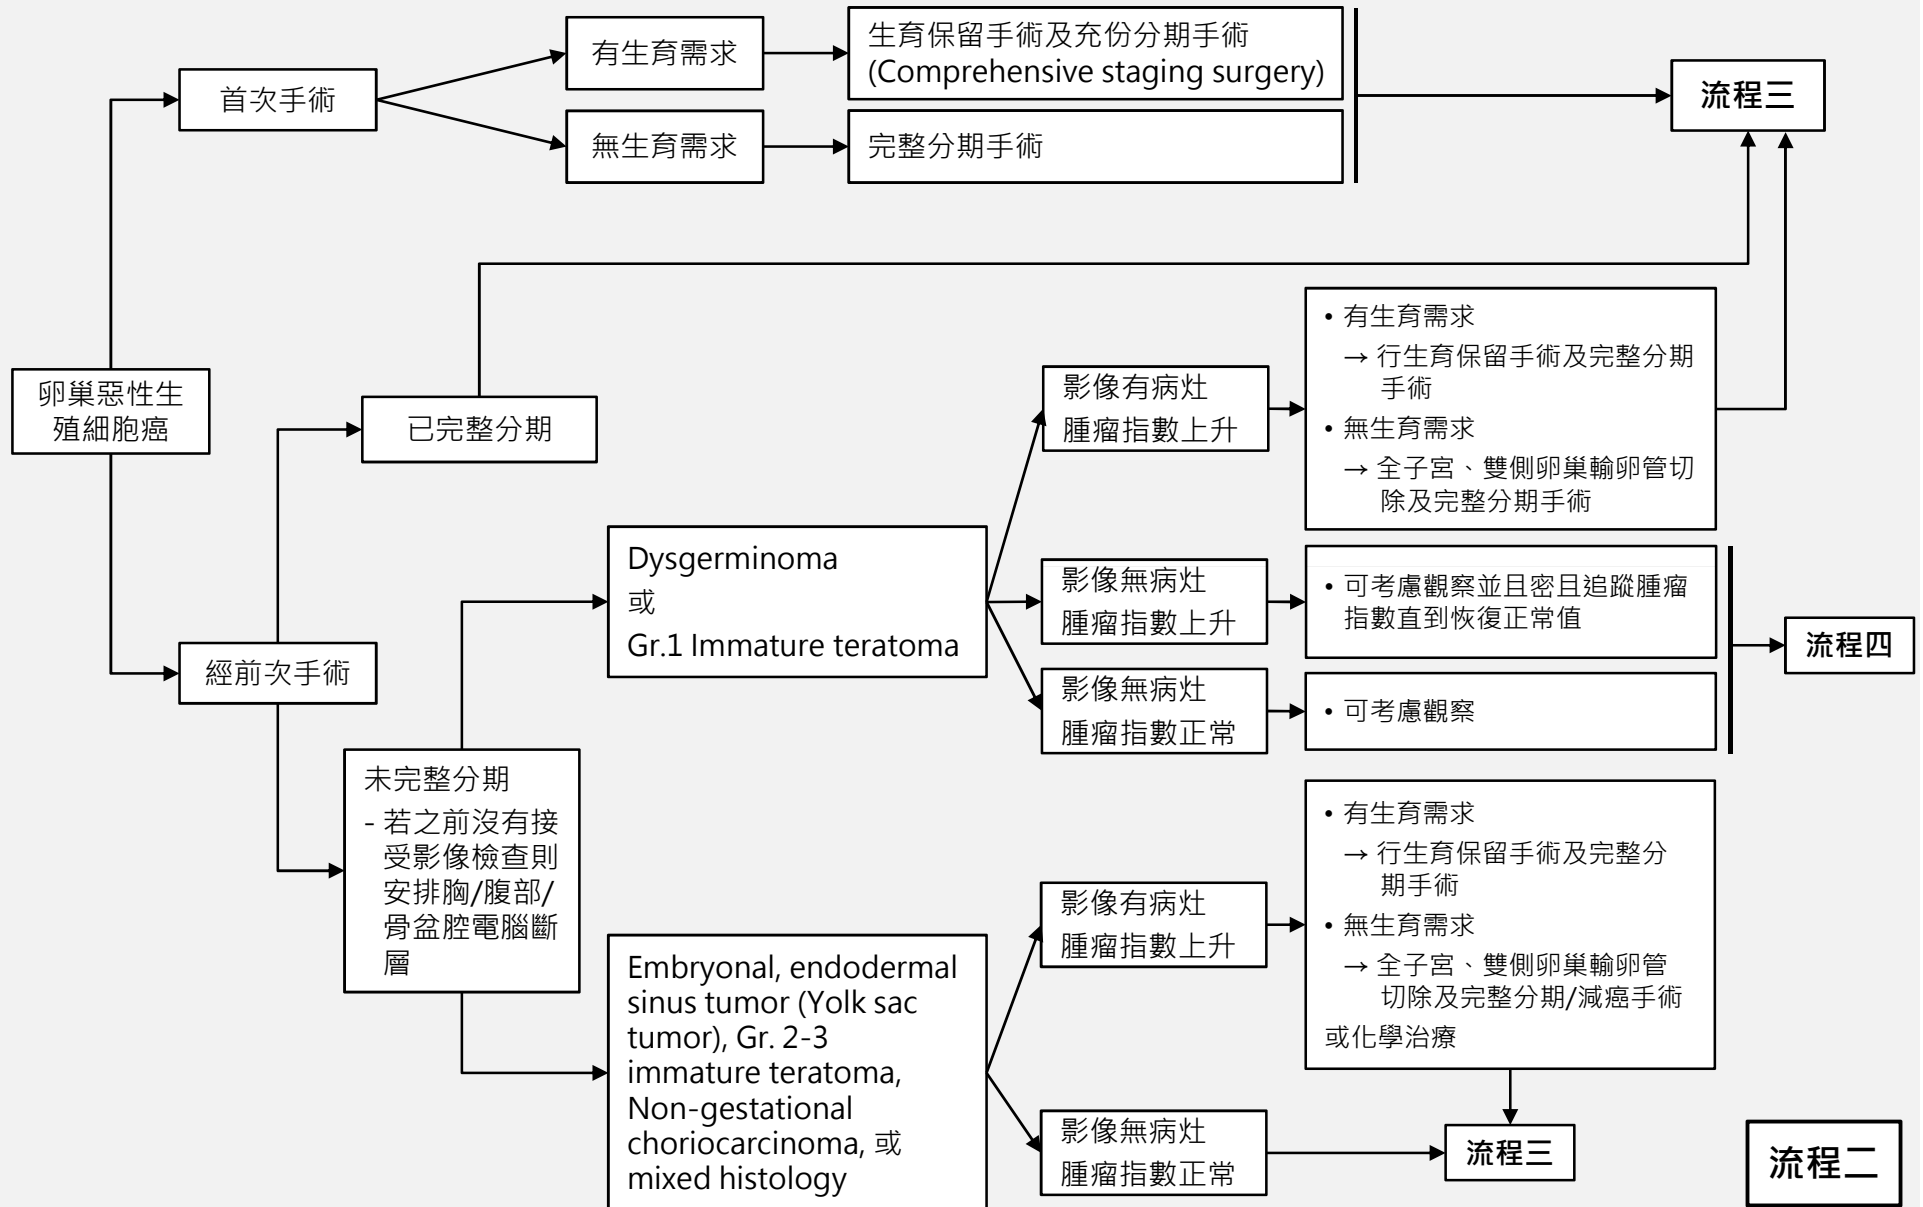 有生育需求
生育保留手術及充份分期手術
(Comprehensive staging surgery)
首次手術
流程三
無生育需求
完整分期手術
卵巢惡性生
殖細胞癌
已完整分期
影像有病灶
腫瘤指數上升
• 有生育需求
→ 行生育保留手術及完整分期
手術
• 無生育需求
→ 全子宮、雙側卵巢輸卵管切
除及完整分期手術
Dysgerminoma
或
Gr.1 Immature teratoma
影像無病灶
腫瘤指數上升
• 可考慮觀察並且密且追蹤腫瘤
指數直到恢復正常值
流程四
經前次手術
影像無病灶
腫瘤指數正常
• 可考慮觀察
未完整分期
- 若之前沒有接
受影像檢查則
安排胸/腹部/
骨盆腔電腦斷
層
影像有病灶
腫瘤指數上升
• 有生育需求
→ 行生育保留手術及完整分
期手術
• 無生育需求
→ 全子宮、雙側卵巢輸卵管
切除及完整分期/減癌手術
或化學治療
Embryonal, endodermal
sinus tumor (Yolk sac
tumor), Gr. 2-3
immature teratoma,
Non-gestational
choriocarcinoma, 或
mixed histology
影像無病灶
腫瘤指數正常
流程三
流程二